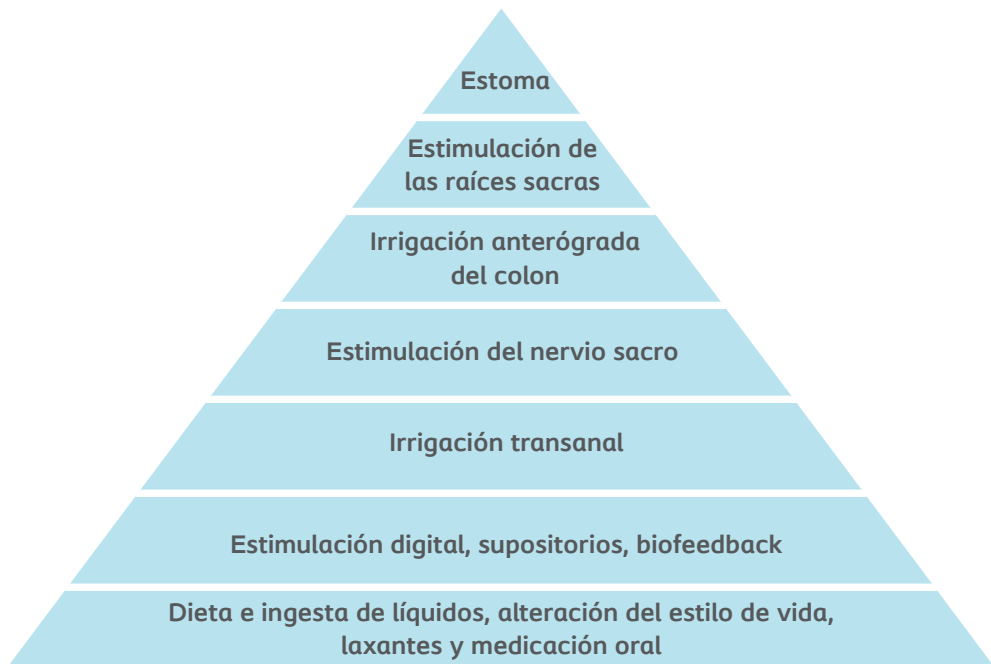 Estoma
Estimulación de
las raíces sacras
Irrigación anterógrada
del colon
Estimulación del nervio sacro
Irrigación transanal
Estimulación digital, supositorios, biofeedback
Dieta e ingesta de líquidos, alteración del estilo de vida,
laxantes y medicación oral